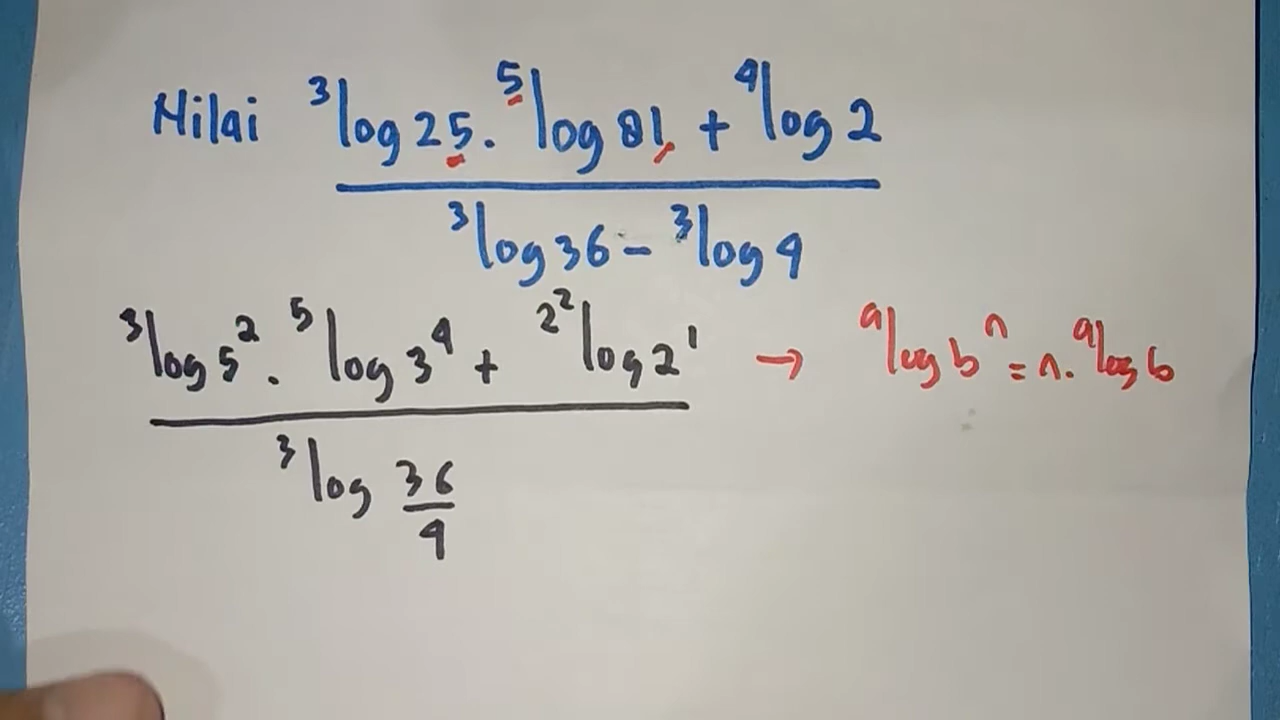 Nilai ³log 25 . ⁵log 81 + ⁴log 2
³log 36 - ³log 4
³log 5² . ⁵log 3⁴ + 2²log 2¹ → ᵃlog bⁿ = n . ᵃlog b
³log 36/4